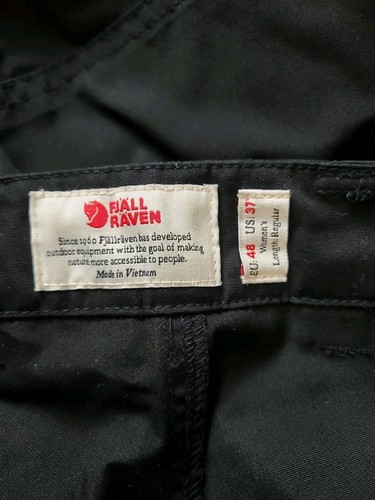 FJÄLL
RÄVEN
Since 1960 Fjällräven has developed
outdoor equipment with the goal of making
nature more accessible to people.
Made in Vietnam
EU: 48 US: 37
Women's
Length: Regular